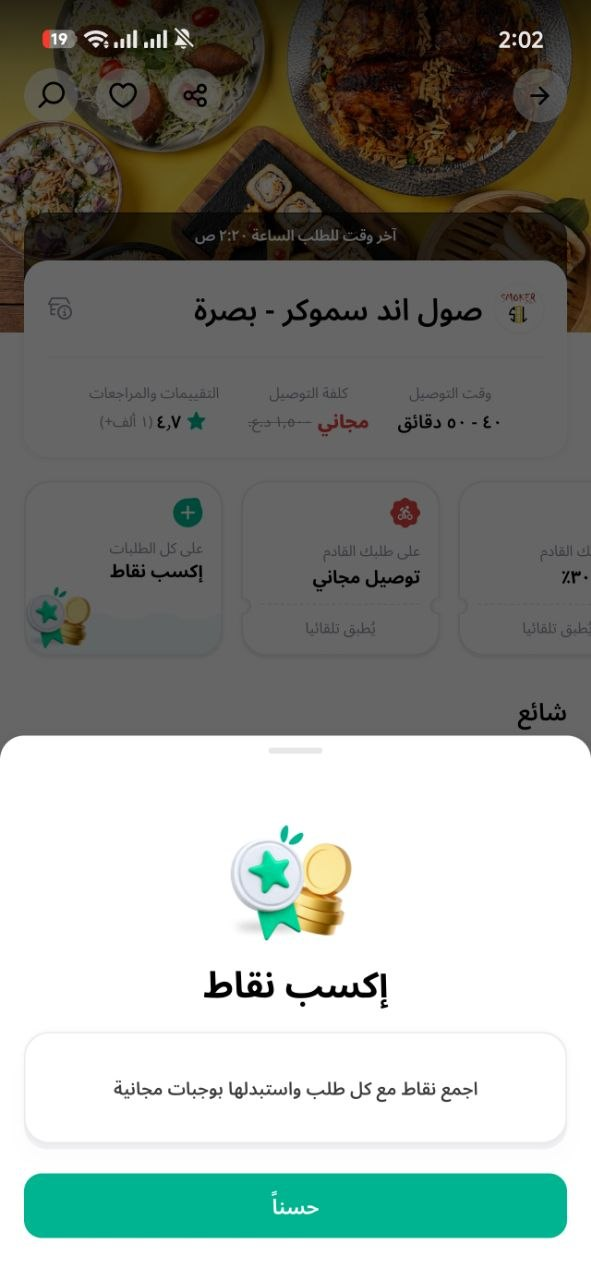 19
2:02
آخر وقت للطلب الساعة ٢:٢٠ ص
SMOKER
صول اند سموكر - بصرة
وقت التوصيل
٤٠ - ٥٠ دقائق
كلفة التوصيل
مجاني ١,٥٠٠ د.ع.
التقييمات والمراجعات
٤,٧ (١ ألف+)
ك القادم
٣٠٪
يُطبق تلقائيا
على طلبك القادم
توصيل مجاني
يُطبق تلقائيا
على كل الطلبات
إكسب نقاط
شائع
إكسب نقاط
اجمع نقاط مع كل طلب واستبدلها بوجبات مجانية
حسناً